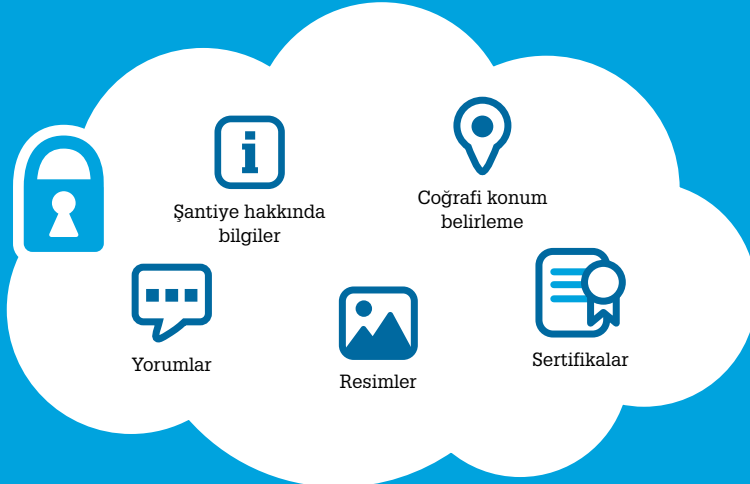 Şantiye hakkında
bilgiler
Coğrafi konum
belirleme
Yorumlar
Resimler
Sertifikalar